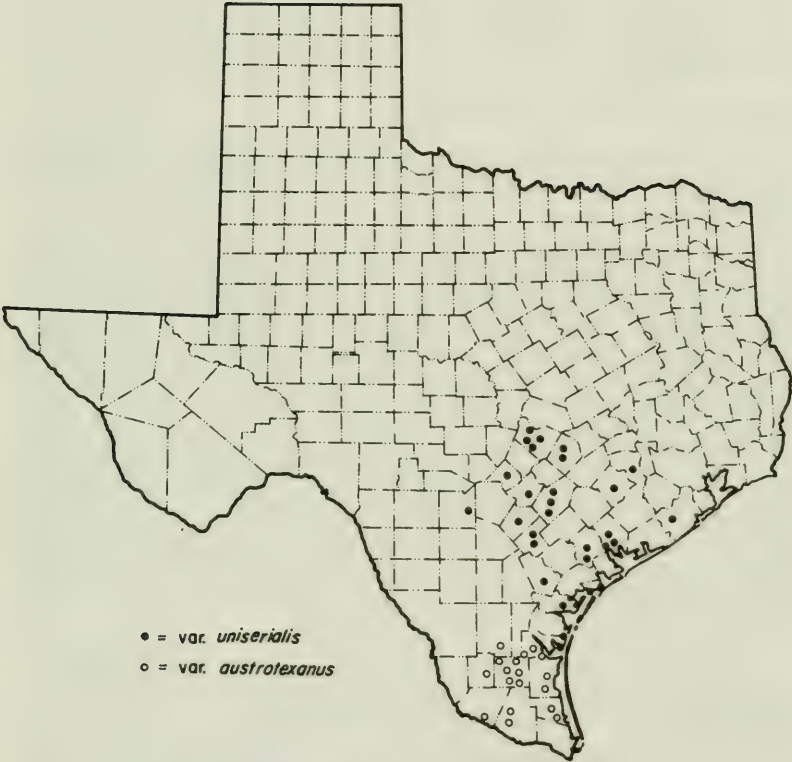 ● = var. uniserialis
○ = var. austrotexanus